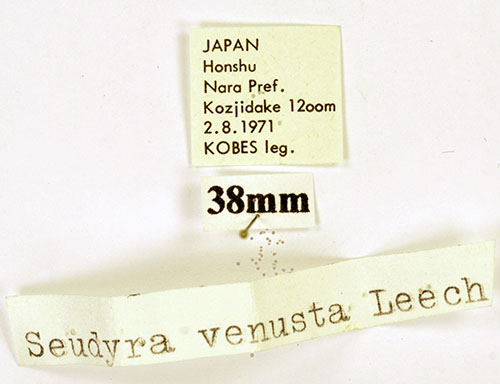 JAPAN
Honshu
Nara Pref.
Kozjidake 12oom
2.8.1971
KOBES leg.
38mm
Seudyra venusta Leech